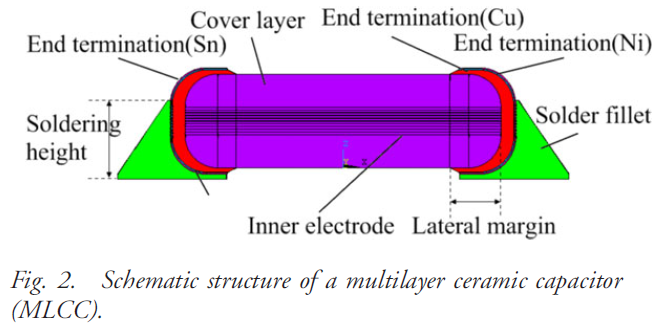 Cover layer
End termination(Cu)
End termination(Sn)
End termination(Ni)
Soldering
height
Solder fillet
Inner electrode
Lateral margin
Fig. 2. Schematic structure of a multilayer ceramic capacitor
(MLCC).